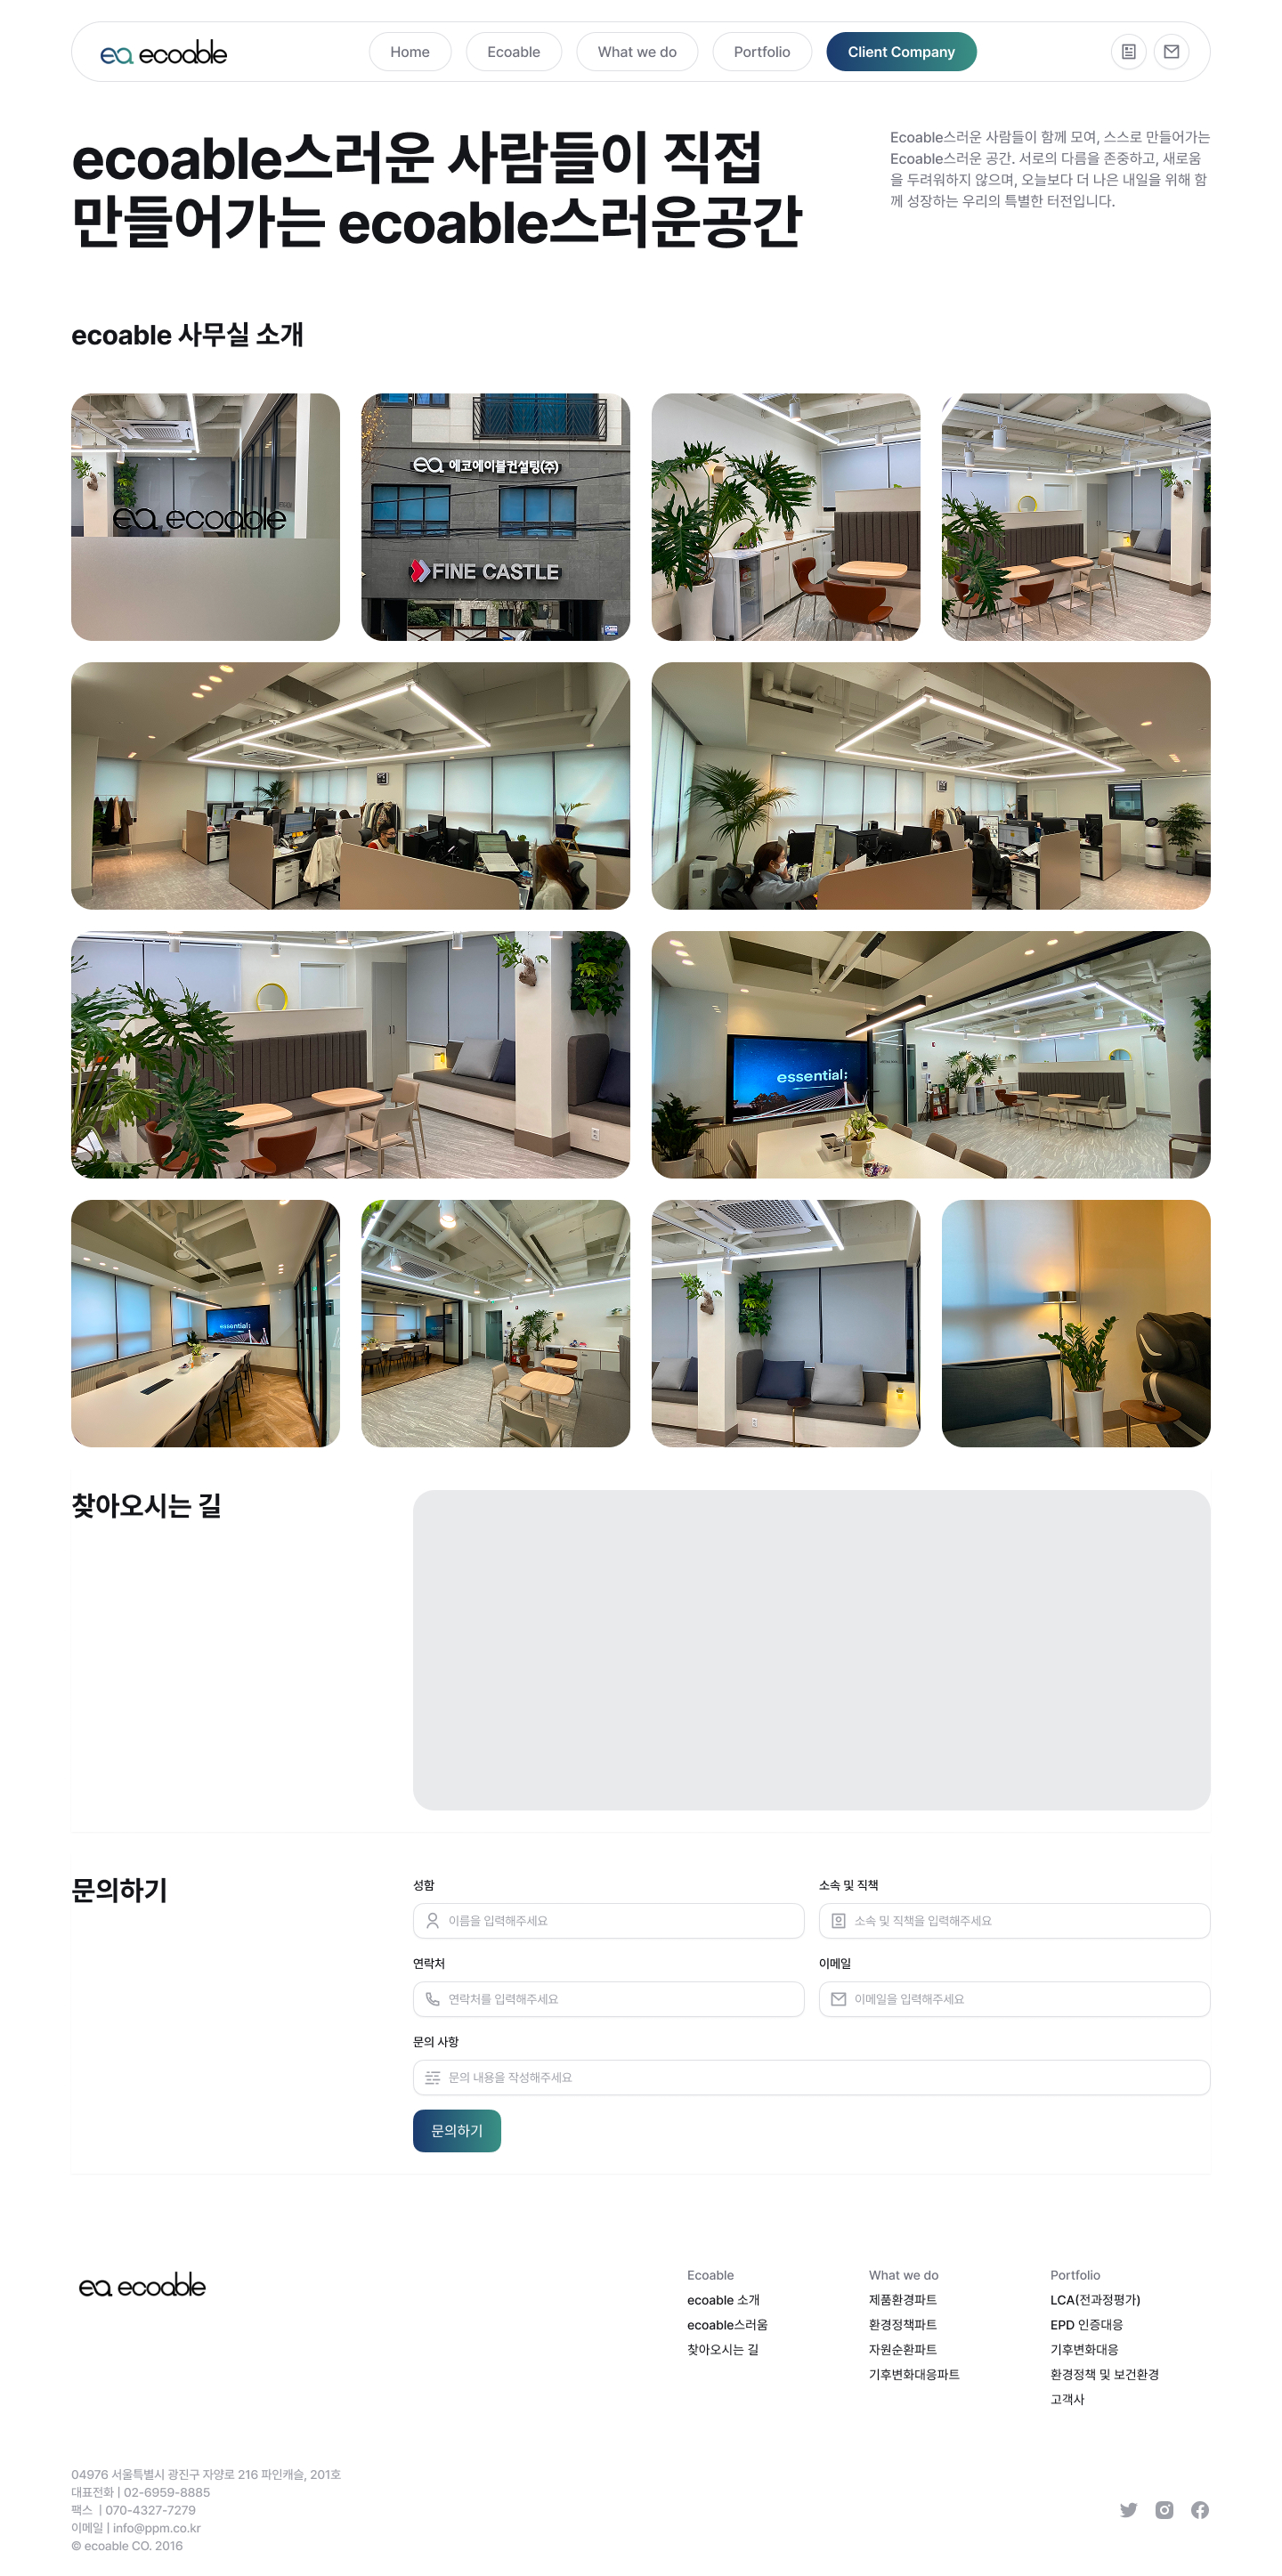 ea ecoable
Home
Ecoable
What we do
Portfolio
Client Company
ecoable스러운 사람들이 직접
만들어가는 ecoable스러운공간
Ecoable스러운 사람들이 함께 모여, 스스로 만들어가는
Ecoable스러운 공간. 서로의 다름을 존중하고, 새로움
을 두려워하지 않으며, 오늘보다 더 나은 내일을 위해 함
께 성장하는 우리의 특별한 터전입니다.
ecoable 사무실 소개
ea ecoable
ea 에코에이블컨설팅(주)
FINE CASTLE
essential:
essential:
찾아오시는 길
문의하기
성함
소속 및 직책
이름을 입력해주세요
소속 및 직책을 입력해주세요
연락처
이메일
연락처를 입력해주세요
이메일을 입력해주세요
문의 사항
문의 내용을 작성해주세요
문의하기
ea ecoable
Ecoable
ecoable 소개
ecoable스러움
찾아오시는 길
What we do
제품환경파트
환경정책파트
자원순환파트
기후변화대응파트
Portfolio
LCA(전과정평가)
EPD 인증대응
기후변화대응
환경정책 및 보건환경
고객사
04976 서울특별시 광진구 자양로 216 파인캐슬, 201호
대표전화 | 02-6959-8885
팩스 | 070-4327-7279
이메일 | info@ppm.co.kr
© ecoable CO. 2016